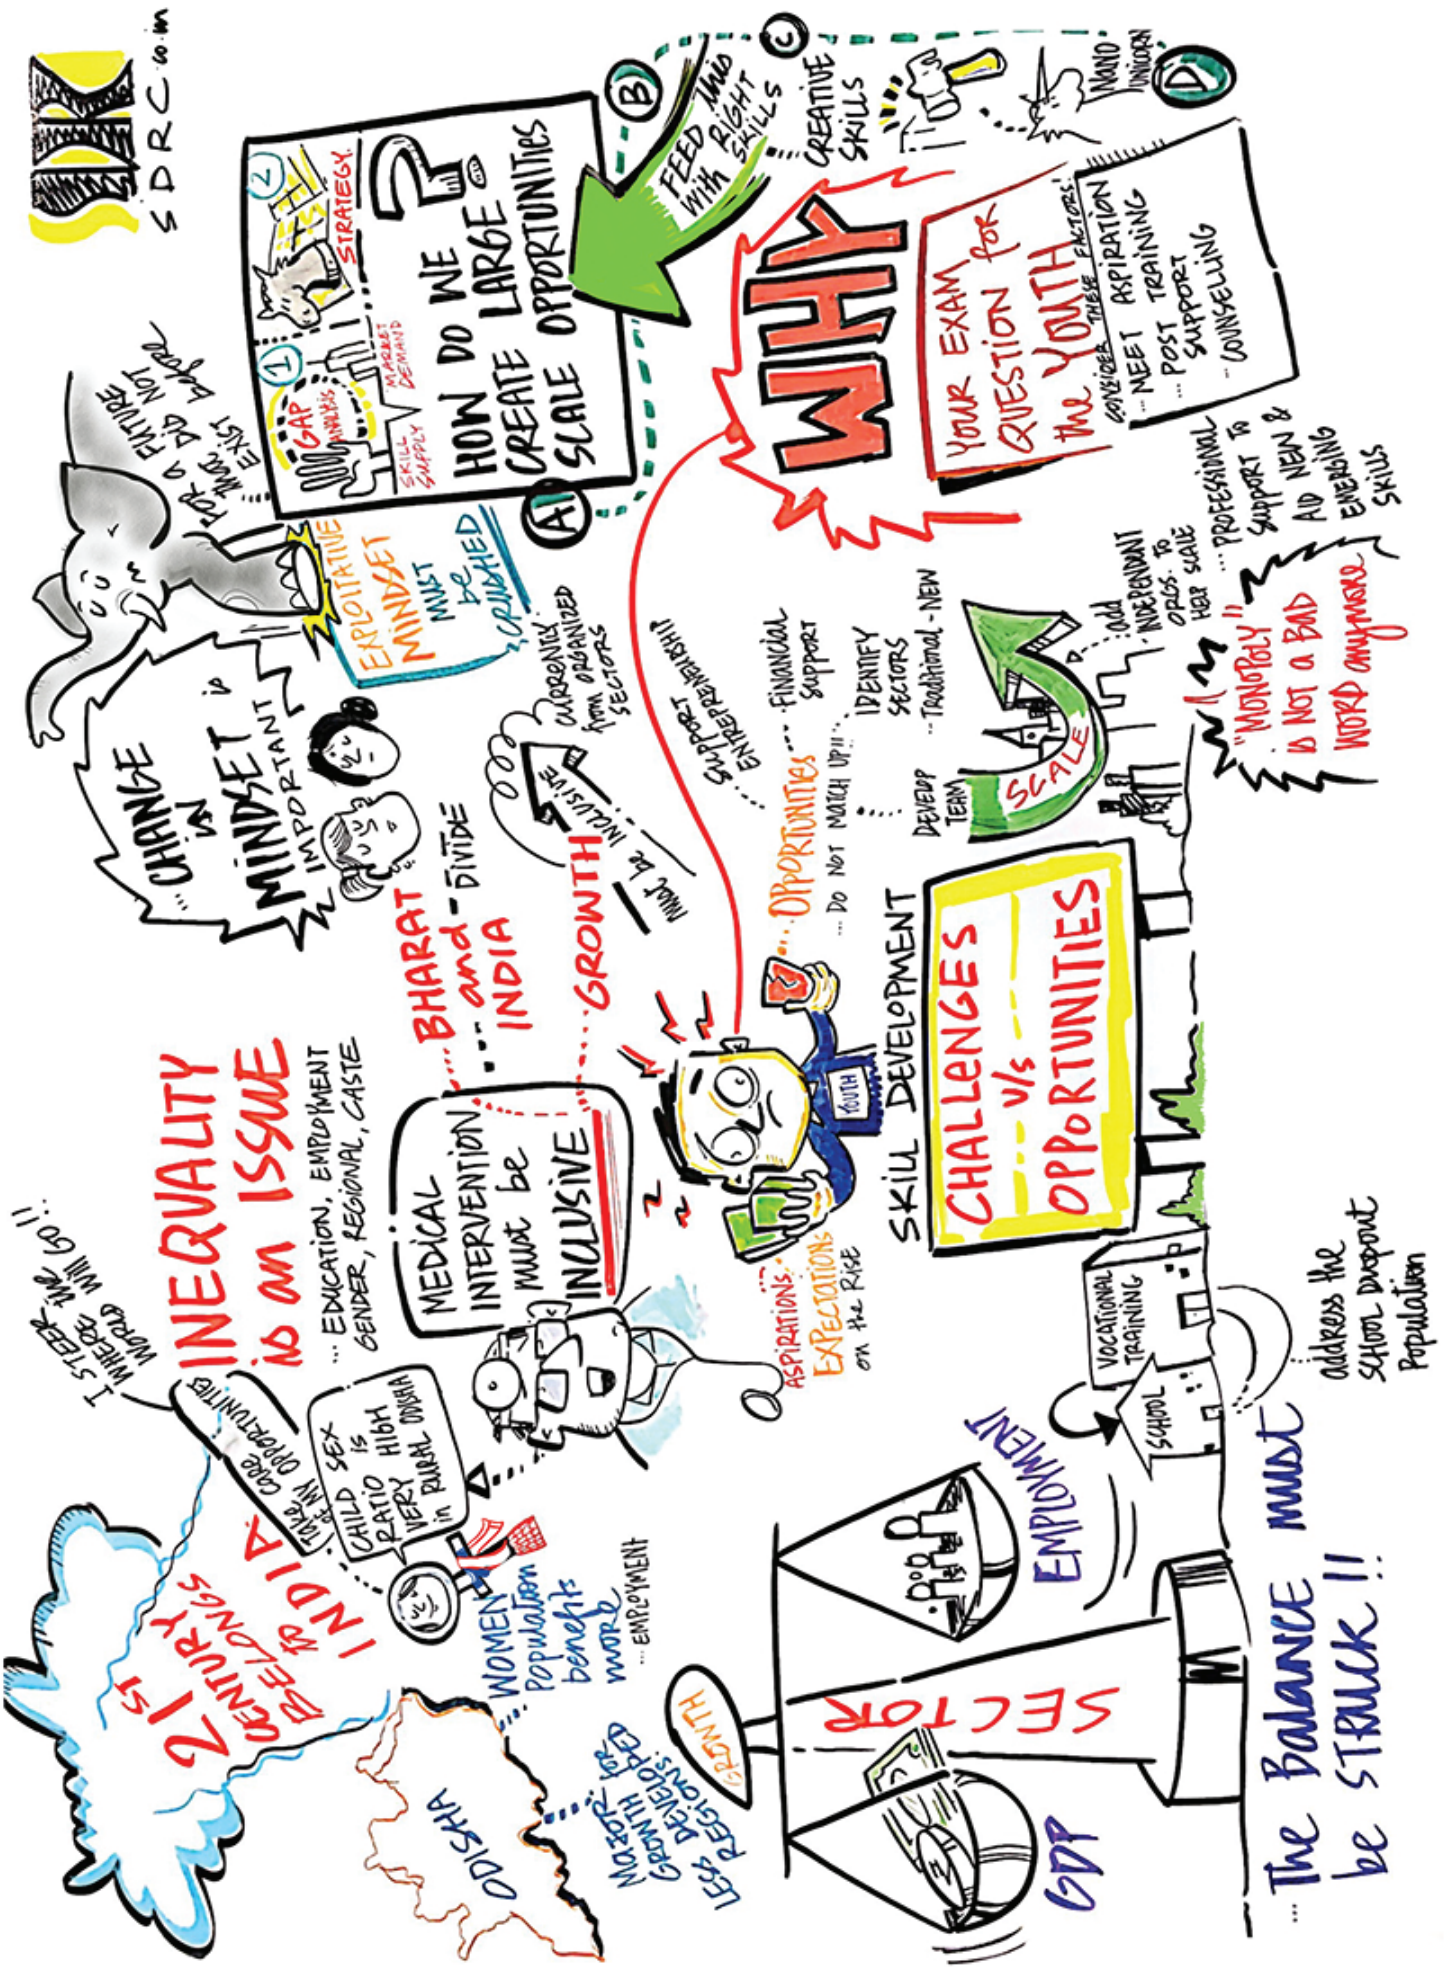 21ST
CENTURY
BELONGS
to
INDIA.
I STEER
WHERE the
WORLD WILL GO!!
take CARE
of MY OPPORTUNITIES
CHILD SEX
RATIO IS
VERY HIGH
in RURAL ODISHA
ODISHA
WOMEN
Population
benefits
more
... EMPLOYMENT
MAJOR for
GROWTH
LESS DEVELOPED
REGIONS!
INEQUALITY
is an ISSUE
... EDUCATION, EMPLOYMENT
GENDER, REGIONAL, CASTE
MEDICAL
INTERVENTION
must be
INCLUSIVE
BHARAT
and - DIVIDE
INDIA
GROWTH
must be INCLUSIVE
CURRENTLY
from ORGANIZED
SECTORS
... CHANGE
in
MINDSET is
IMPORTANT
EXPLOITATIVE
MINDSET
MUST
be
CRUSHED
FOR A FUTURE
that DID NOT
EXIST before
SDRC.co.in
1
GAP
ANALYSIS
SKILL
SUPPLY
MARKET
DEMAND
2
STRATEGY.
HOW DO WE
CREATE LARGE
SCALE OPPORTUNITIES
?
A
B
C
D
FEED this
with RIGHT
SKILLS
CREATIVE
SKILLS
NANO
UNICORN
WHY
YOUR EXAM
QUESTION for
the YOUTH
CONSIDER THESE FACTORS!
... MEET ASPIRATION
... POST TRAINING
SUPPORT
... COUNSELLING
GROWTH
SECTOR
GDP
EMPLOYMENT
... The Balance must
be STRUCK!!
ASPIRATIONS
EXPECTATIONS
on the RISE
YOUTH
OPPORTUNITIES
... DO NOT MATCH UP!!
SUPPORT
ENTREPRENEURSHIP
FINANCIAL
Support
IDENTIFY
SECTORS
.. Traditional - NEW
DEVELOP
TEAM
SCALE
add
INDEPENDENT
ORGS. to
HELP SCALE
... PROFESSIONAL
SUPPORT to
AID NEW &
EMERGING
SKILLS
SKILL DEVELOPMENT
CHALLENGES
v/s
OPPORTUNITIES
SCHOOL
VOCATIONAL
TRAINING
address the
SCHOOL DROPOUT
Population
"MONOPOLY"
is NOT a BAD
WORD anymore